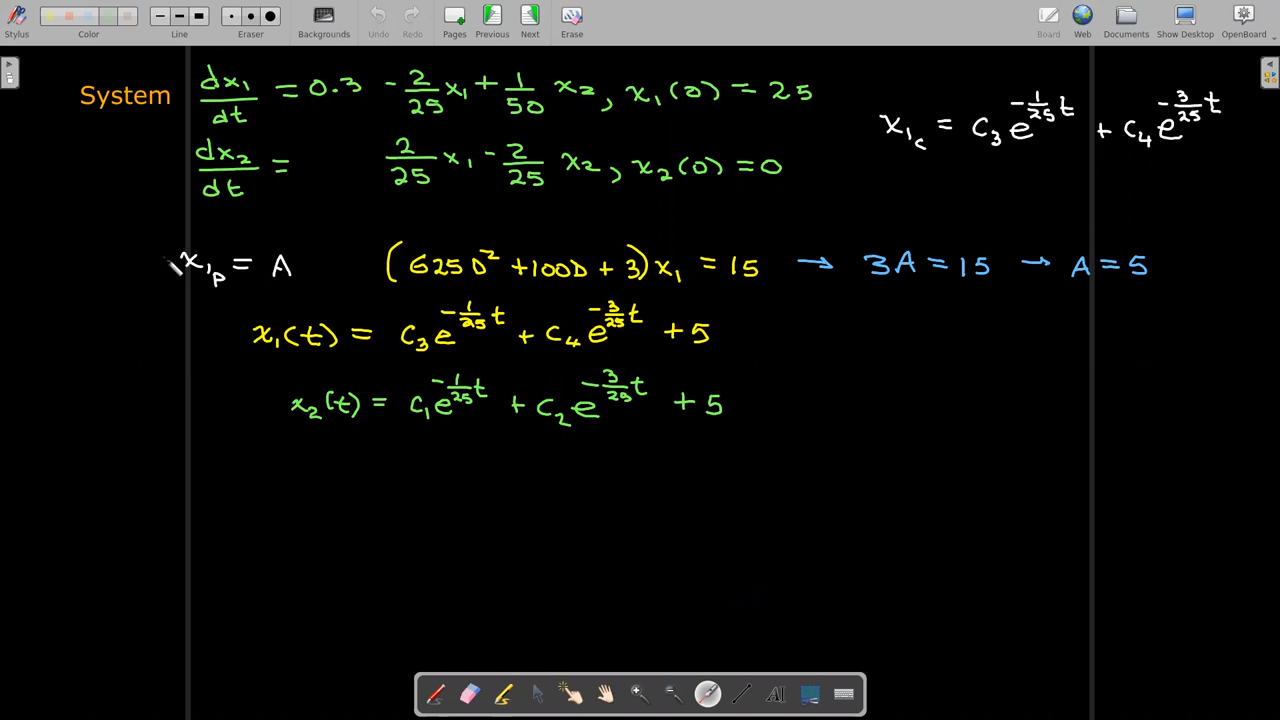 Stylus Color Line Eraser Backgrounds Undo Redo Pages Previous Next Erase Board Web Documents Show Desktop OpenBoard
System dx₁/dt = 0.3 - 2/25 x₁ + 1/50 x₂, x₁(0) = 25
x₁c = c₃e^(-1/25 t) + c₄e^(-3/25 t)
dx₂/dt = 2/25 x₁ - 2/25 x₂, x₂(0) = 0
x₁p = A (625D² + 100D + 3)x₁ = 15 → 3A = 15 → A = 5
x₁(t) = c₃e^(-1/25 t) + c₄e^(-3/25 t) + 5
x₂(t) = c₁e^(-1/25 t) + c₂e^(-3/25 t) + 5
AI